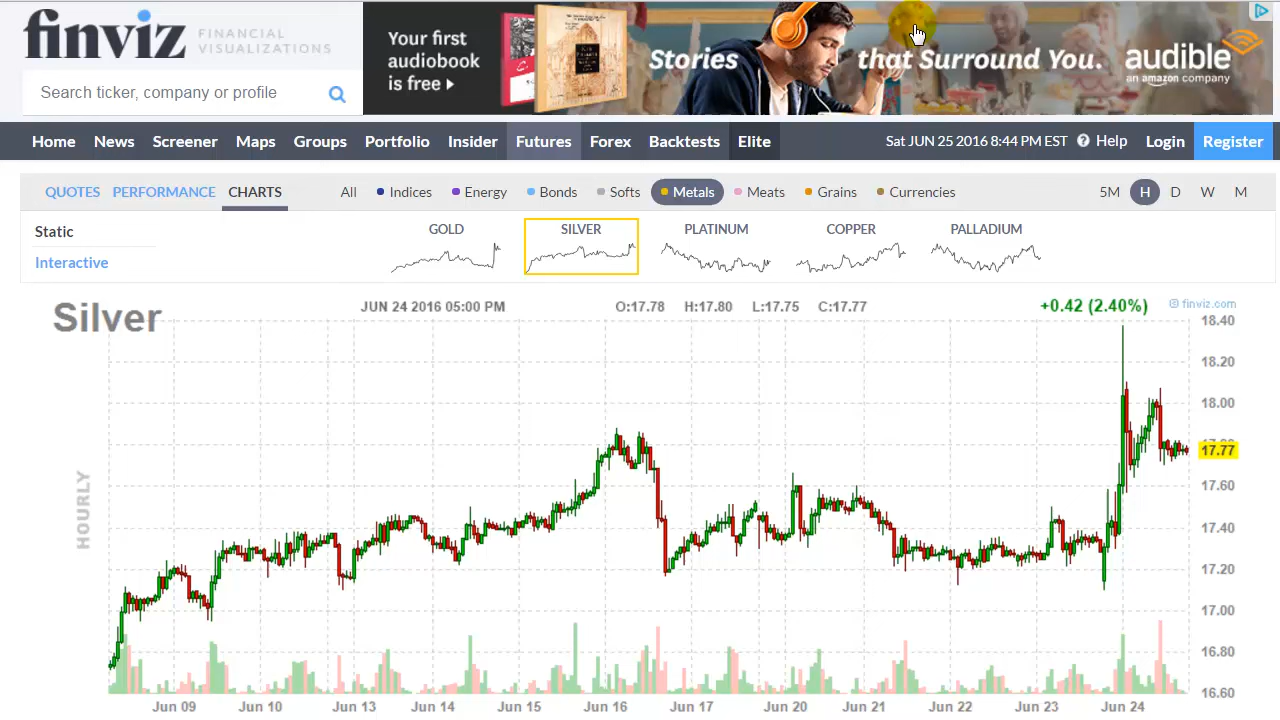 finviz
FINANCIAL
VISUALIZATIONS
Search ticker, company or profile
Your first
audiobook
is free
Stories that Surround You.
audible
an amazon company
Home News Screener Maps Groups Portfolio Insider Futures Forex Backtests Elite Sat JUN 25 2016 8:44 PM EST Help Login Register
QUOTES PERFORMANCE CHARTS All Indices Energy Bonds Softs Metals Meats Grains Currencies 5M H D W M
Static
Interactive
GOLD SILVER PLATINUM COPPER PALLADIUM
Silver
JUN 24 2016 05:00 PM O:17.78 H:17.80 L:17.75 C:17.77 +0.42 (2.40%) © finviz.com
18.40
18.20
18.00
17.77
17.60
17.40
17.20
17.00
16.80
16.60
HOURLY
Jun 09 Jun 10 Jun 13 Jun 14 Jun 15 Jun 16 Jun 17 Jun 20 Jun 21 Jun 22 Jun 23 Jun 24